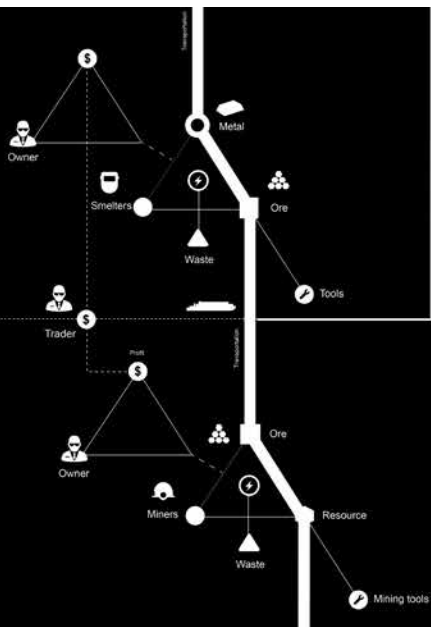 Transportation
$
Metal
Owner
Smelters
Ore
Waste
Tools
Trader
$
Transportation
Profit
$
Ore
Owner
Miners
Resource
Waste
Mining tools